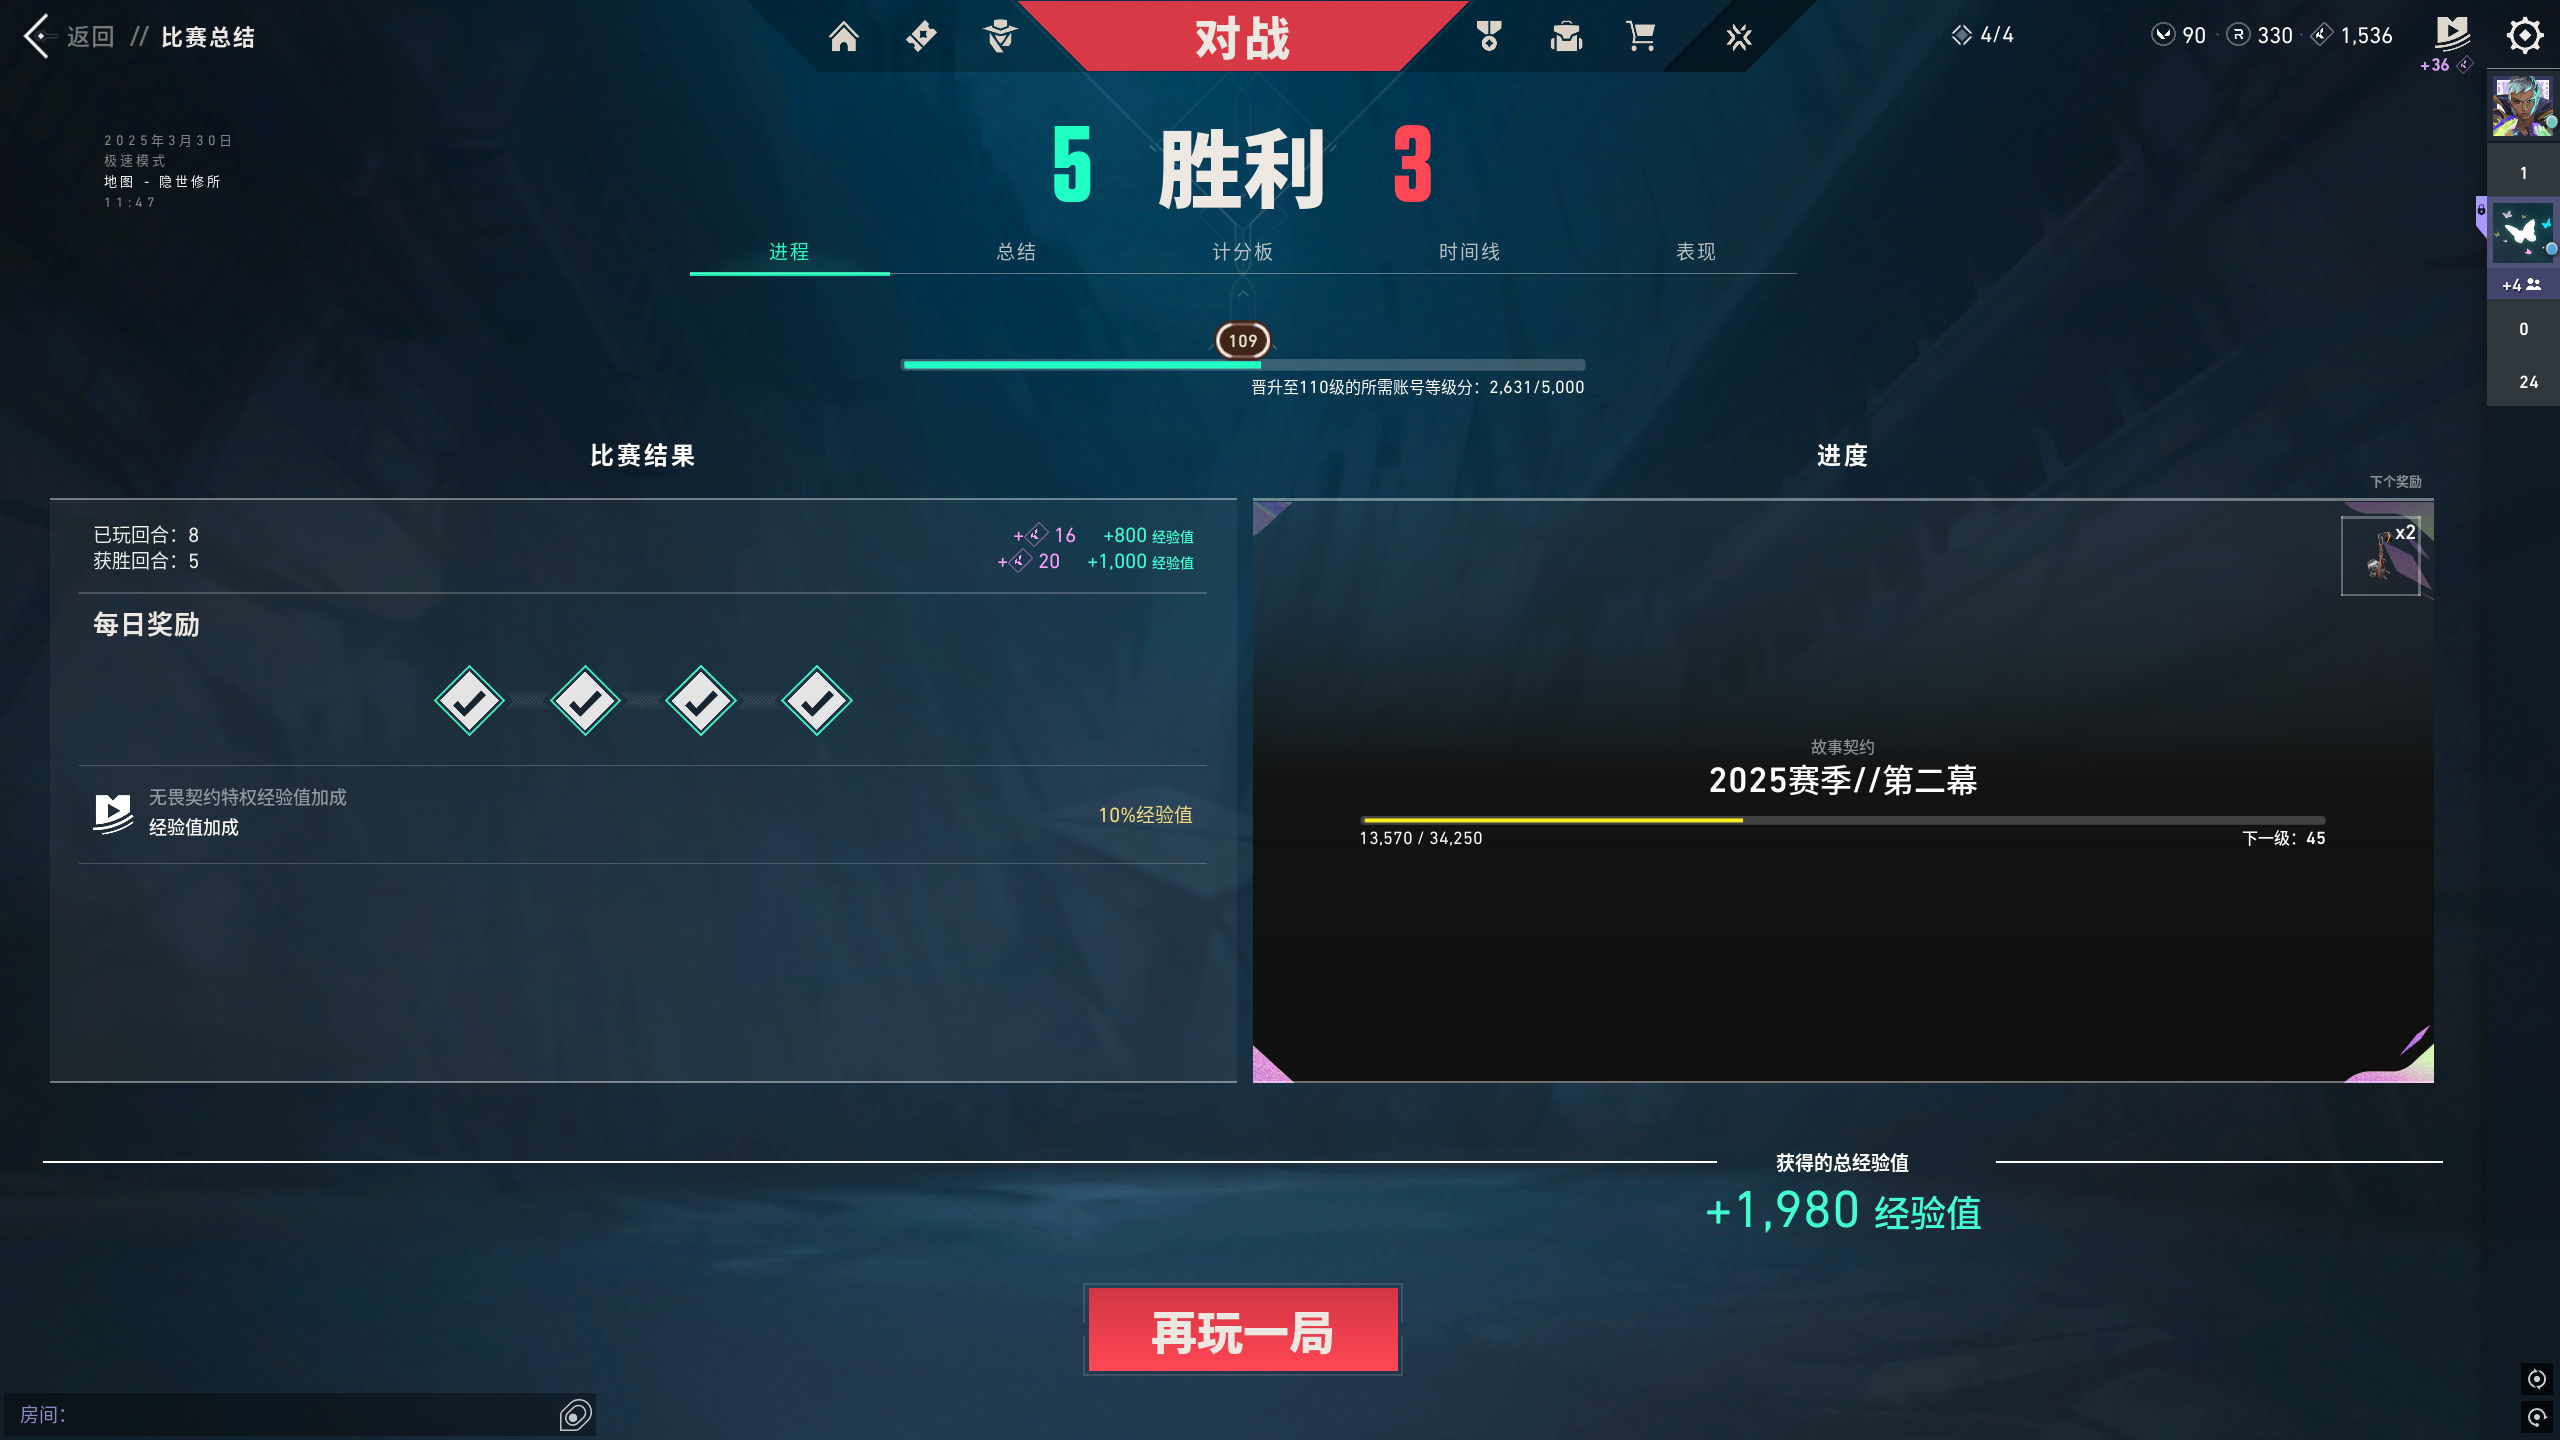 返回 // 比赛总结
对战
4/4
90 · 330 · 1,536
+36
2025年3月30日
极速模式
地图 - 隐世修所
11:47
5 胜利 3
1
+4
0
24
进程 总结 计分板 时间线 表现
109
晋升至110级的所需账号等级分：2,631/5,000
比赛结果
进度
下个奖励
已玩回合：8 +16 +800 经验值
获胜回合：5 +20 +1,000 经验值
x2
每日奖励
无畏契约特权经验值加成
经验值加成
10%经验值
故事契约
2025赛季//第二幕
13,570 / 34,250 下一级：45
获得的总经验值
+1,980 经验值
再玩一局
房间：